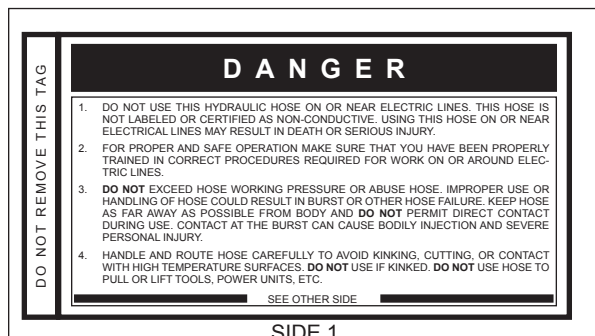 DO NOT REMOVE THIS TAG
DANGER
1. DO NOT USE THIS HYDRAULIC HOSE ON OR NEAR ELECTRIC LINES. THIS HOSE IS
NOT LABELED OR CERTIFIED AS NON-CONDUCTIVE. USING THIS HOSE ON OR NEAR
ELECTRICAL LINES MAY RESULT IN DEATH OR SERIOUS INJURY.
2. FOR PROPER AND SAFE OPERATION MAKE SURE THAT YOU HAVE BEEN PROPERLY
TRAINED IN CORRECT PROCEDURES REQUIRED FOR WORK ON OR AROUND ELEC-
TRIC LINES.
3. DO NOT EXCEED HOSE WORKING PRESSURE OR ABUSE HOSE. IMPROPER USE OR
HANDLING OF HOSE COULD RESULT IN BURST OR OTHER HOSE FAILURE. KEEP HOSE
AS FAR AWAY AS POSSIBLE FROM BODY AND DO NOT PERMIT DIRECT CONTACT
DURING USE. CONTACT AT THE BURST CAN CAUSE BODILY INJECTION AND SEVERE
PERSONAL INJURY.
4. HANDLE AND ROUTE HOSE CAREFULLY TO AVOID KINKING, CUTTING, OR CONTACT
WITH HIGH TEMPERATURE SURFACES. DO NOT USE IF KINKED. DO NOT USE HOSE TO
PULL OR LIFT TOOLS, POWER UNITS, ETC.
SEE OTHER SIDE
SIDE 1